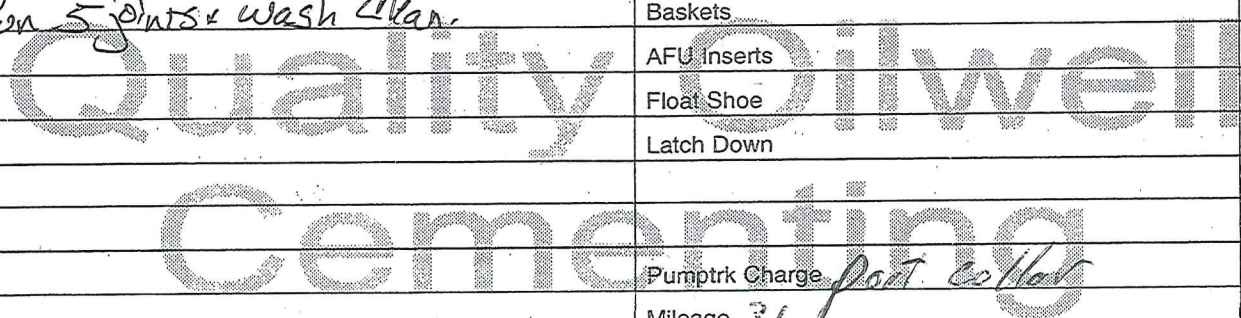 on 5 joints & wash clean.
Baskets
AFU Inserts
Quality Oilwell
Float Shoe
Latch Down
Cementing
Pumptrk Charge port collar
Mileage